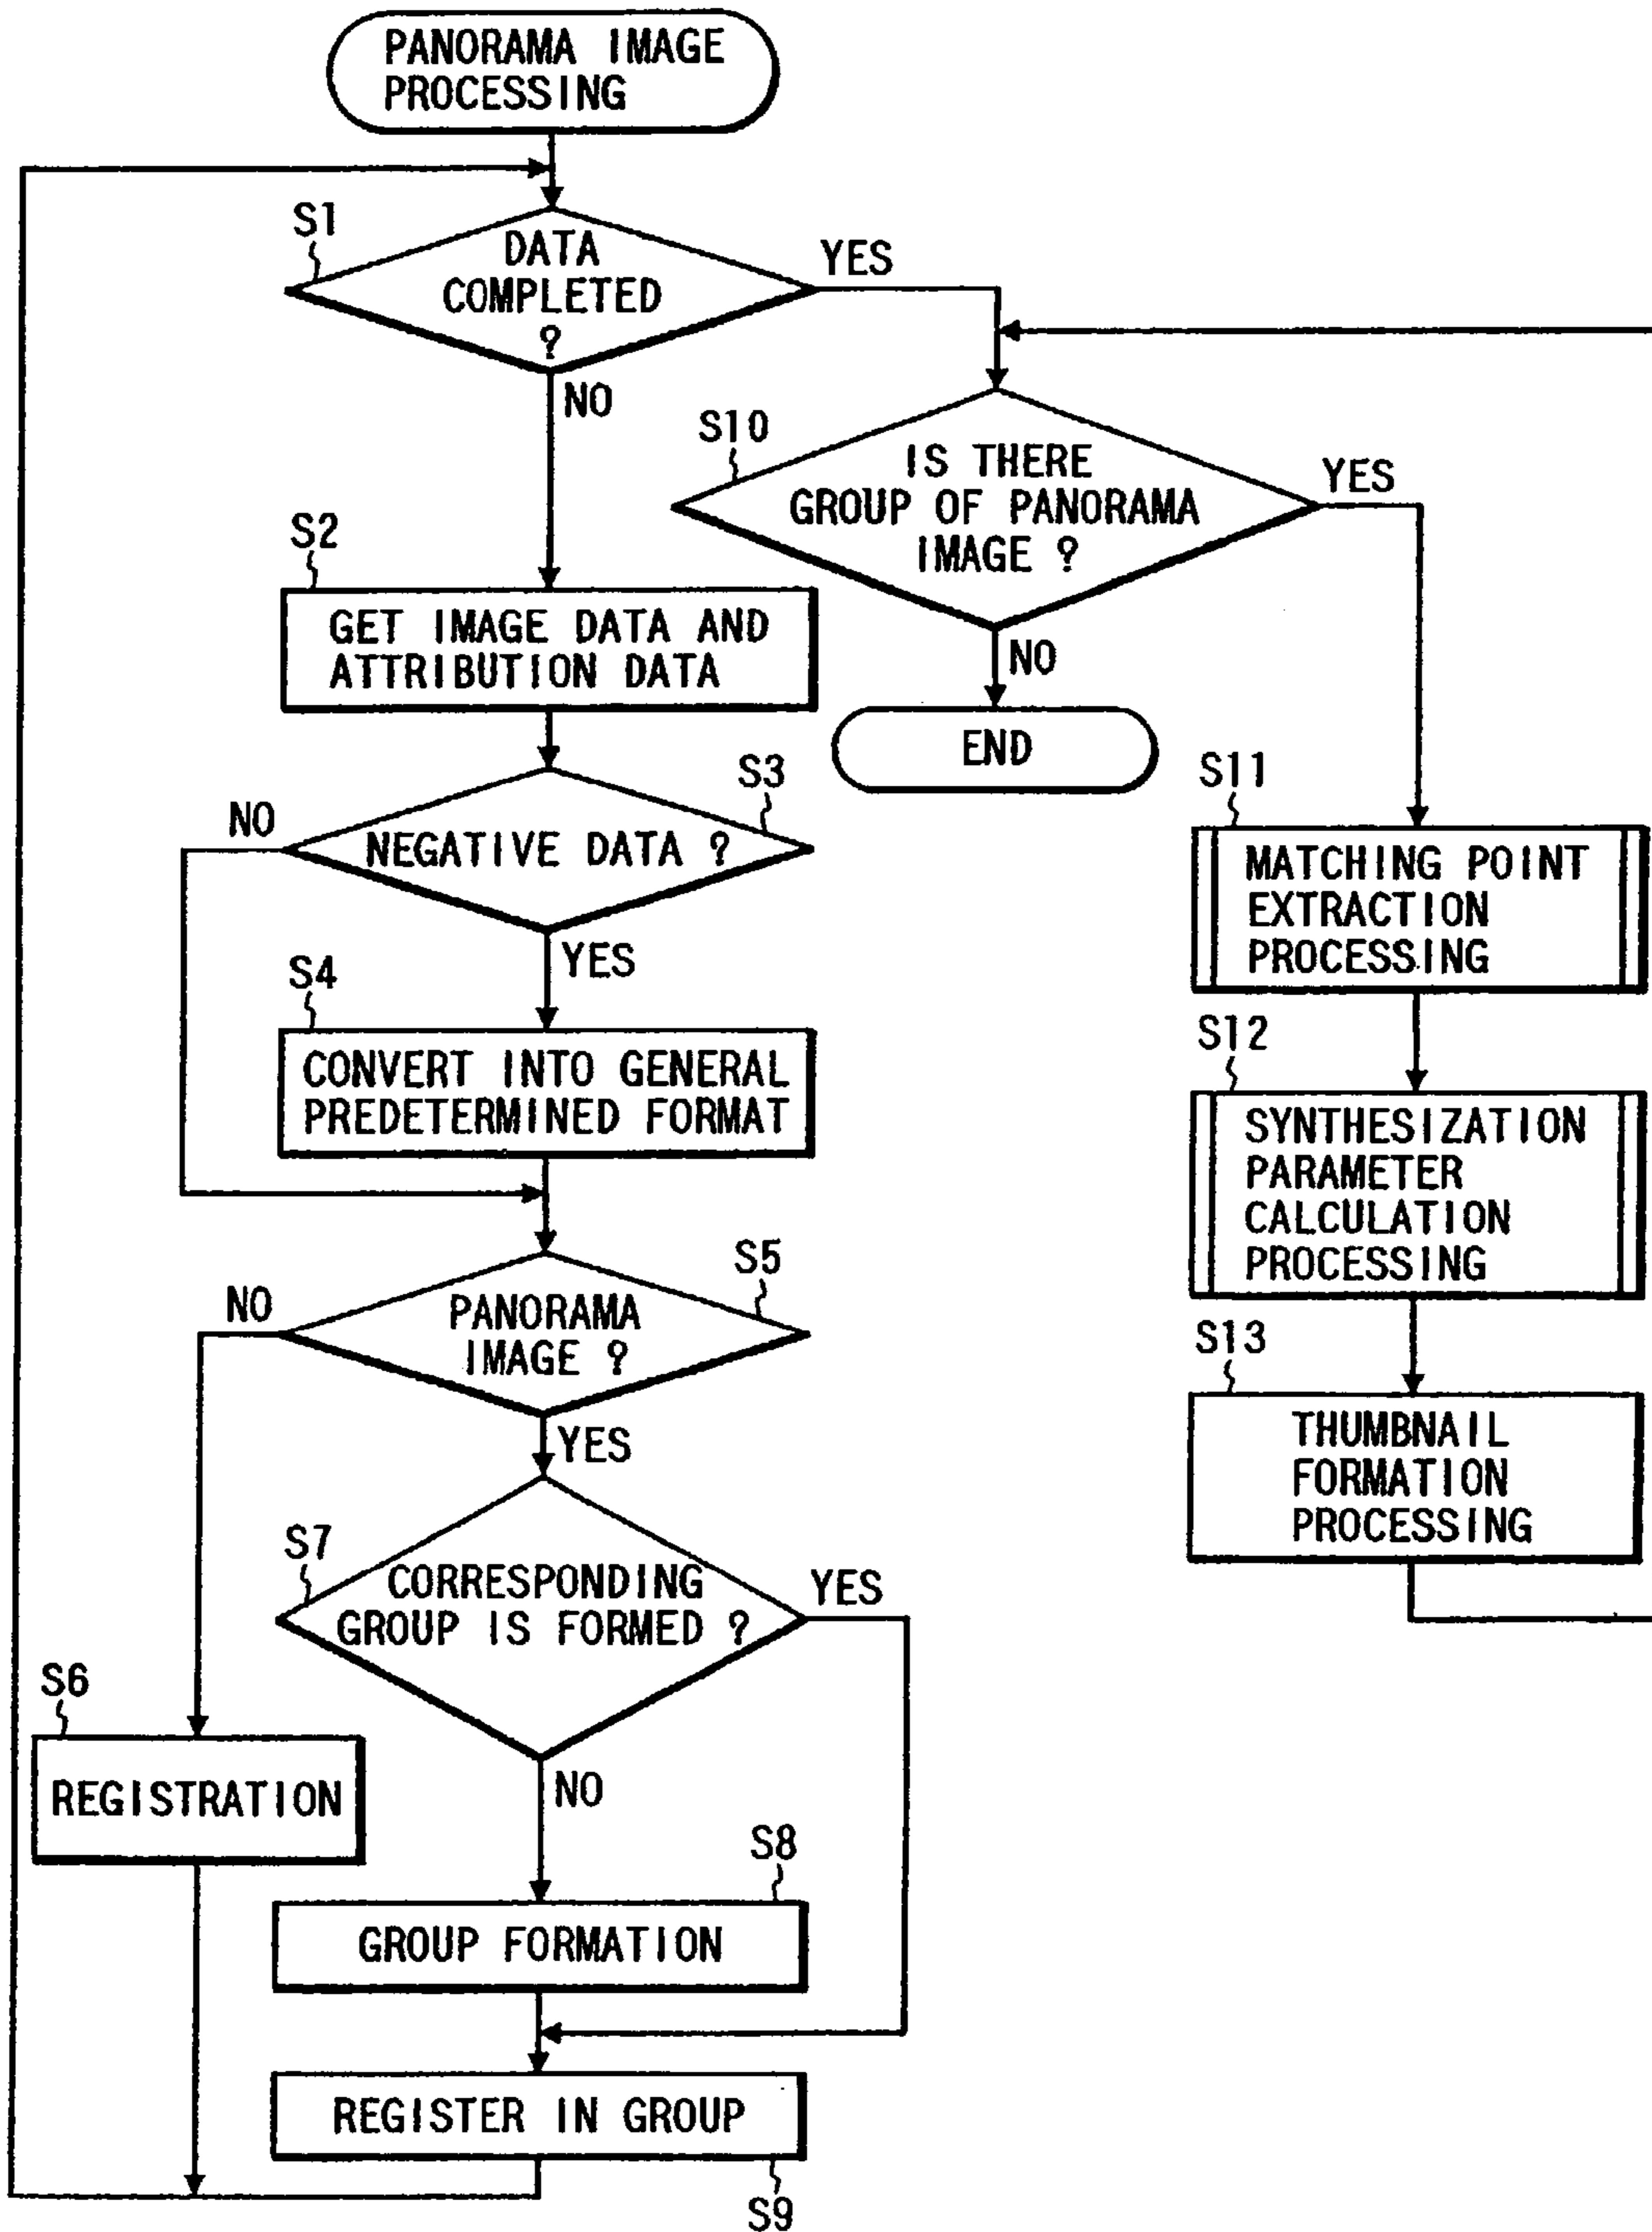 PANORAMA IMAGE
PROCESSING
S1
DATA
COMPLETED
?
YES
NO
S10
IS THERE
GROUP OF PANORAMA
IMAGE ?
YES
NO
END
S2
GET IMAGE DATA AND
ATTRIBUTION DATA
S3
NEGATIVE DATA ?
NO
YES
S4
CONVERT INTO GENERAL
PREDETERMINED FORMAT
S5
PANORAMA
IMAGE ?
NO
YES
S7
CORRESPONDING
GROUP IS FORMED ?
YES
NO
S6
REGISTRATION
S8
GROUP FORMATION
REGISTER IN GROUP
S9
S11
MATCHING POINT
EXTRACTION
PROCESSING
S12
SYNTHESIZATION
PARAMETER
CALCULATION
PROCESSING
S13
THUMBNAIL
FORMATION
PROCESSING